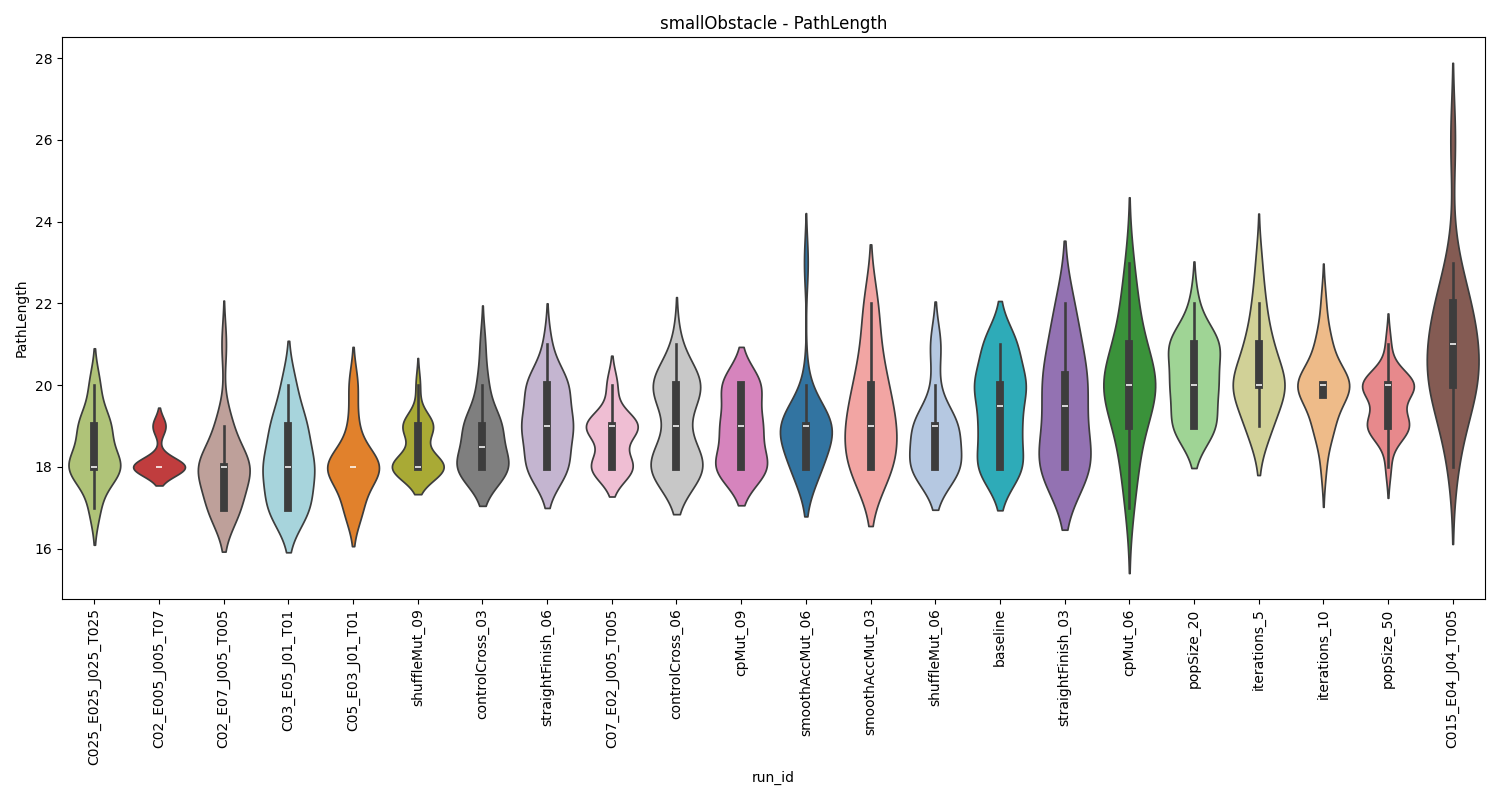 smallObstacle - PathLength
PathLength
28
26
24
22
20
18
16
C025_E025_J025_T025
C02_E005_J005_T07
C02_E07_J005_T005
C03_E05_J01_T01
C05_E03_J01_T01
shuffleMut_09
controlCross_03
straightFinish_06
C07_E02_J005_T005
controlCross_06
cpMut_09
smoothAccMut_06
smoothAccMut_03
shuffleMut_06
baseline
straightFinish_03
cpMut_06
popSize_20
iterations_5
iterations_10
popSize_50
C015_E04_J04_T005
run_id